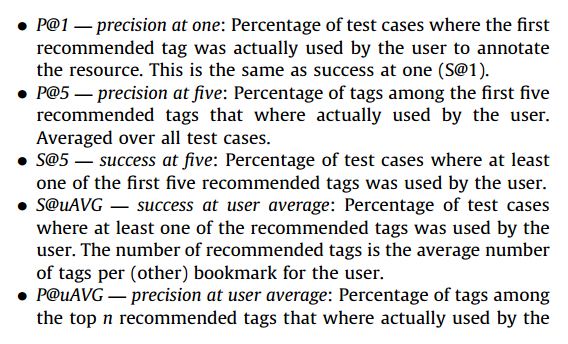 ● P@1 — precision at one: Percentage of test cases where the first
recommended tag was actually used by the user to annotate
the resource. This is the same as success at one (S@1).
● P@5 — precision at five: Percentage of tags among the first five
recommended tags that where actually used by the user.
Averaged over all test cases.
● S@5 — success at five: Percentage of test cases where at least
one of the first five recommended tags was used by the user.
● S@uAVG — success at user average: Percentage of test cases
where at least one of the recommended tags was used by the
user. The number of recommended tags is the average number
of tags per (other) bookmark for the user.
● P@uAVG — precision at user average: Percentage of tags among
the top n recommended tags that where actually used by the